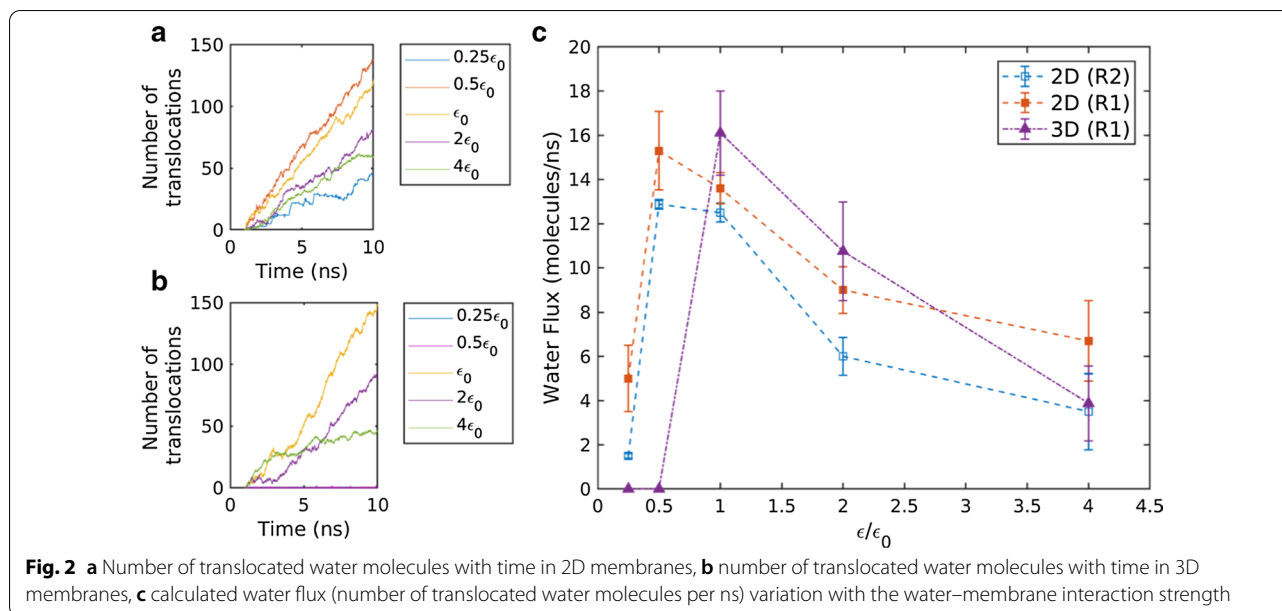 a
150
100
50
0
Number of
translocations
0
5
10
Time (ns)
0.25ϵ0
0.5ϵ0
ϵ0
2ϵ0
4ϵ0
b
150
100
50
0
Number of
translocations
0
5
10
Time (ns)
0.25ϵ0
0.5ϵ0
ϵ0
2ϵ0
4ϵ0
c
20
18
16
14
12
10
8
6
4
2
0
Water Flux (molecules/ns)
0
0.5
1
1.5
2
2.5
3
3.5
4
4.5
ϵ/ϵ0
2D (R2)
2D (R1)
3D (R1)
Fig. 2 a Number of translocated water molecules with time in 2D membranes, b number of translocated water molecules with time in 3D
membranes, c calculated water flux (number of translocated water molecules per ns) variation with the water–membrane interaction strength